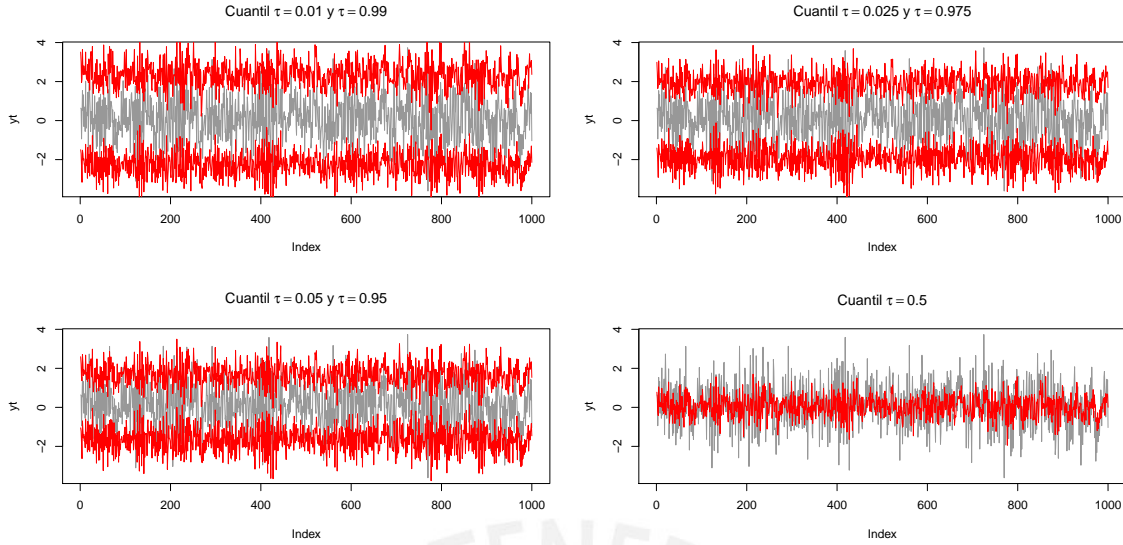 Cuantil τ = 0.01 y τ = 0.99
yt
4
2
0
−2
0 200 400 600 800 1000
Index
Cuantil τ = 0.025 y τ = 0.975
yt
4
2
0
−2
0 200 400 600 800 1000
Index
Cuantil τ = 0.05 y τ = 0.95
yt
4
2
0
−2
0 200 400 600 800 1000
Index
Cuantil τ = 0.5
yt
4
2
0
−2
0 200 400 600 800 1000
Index